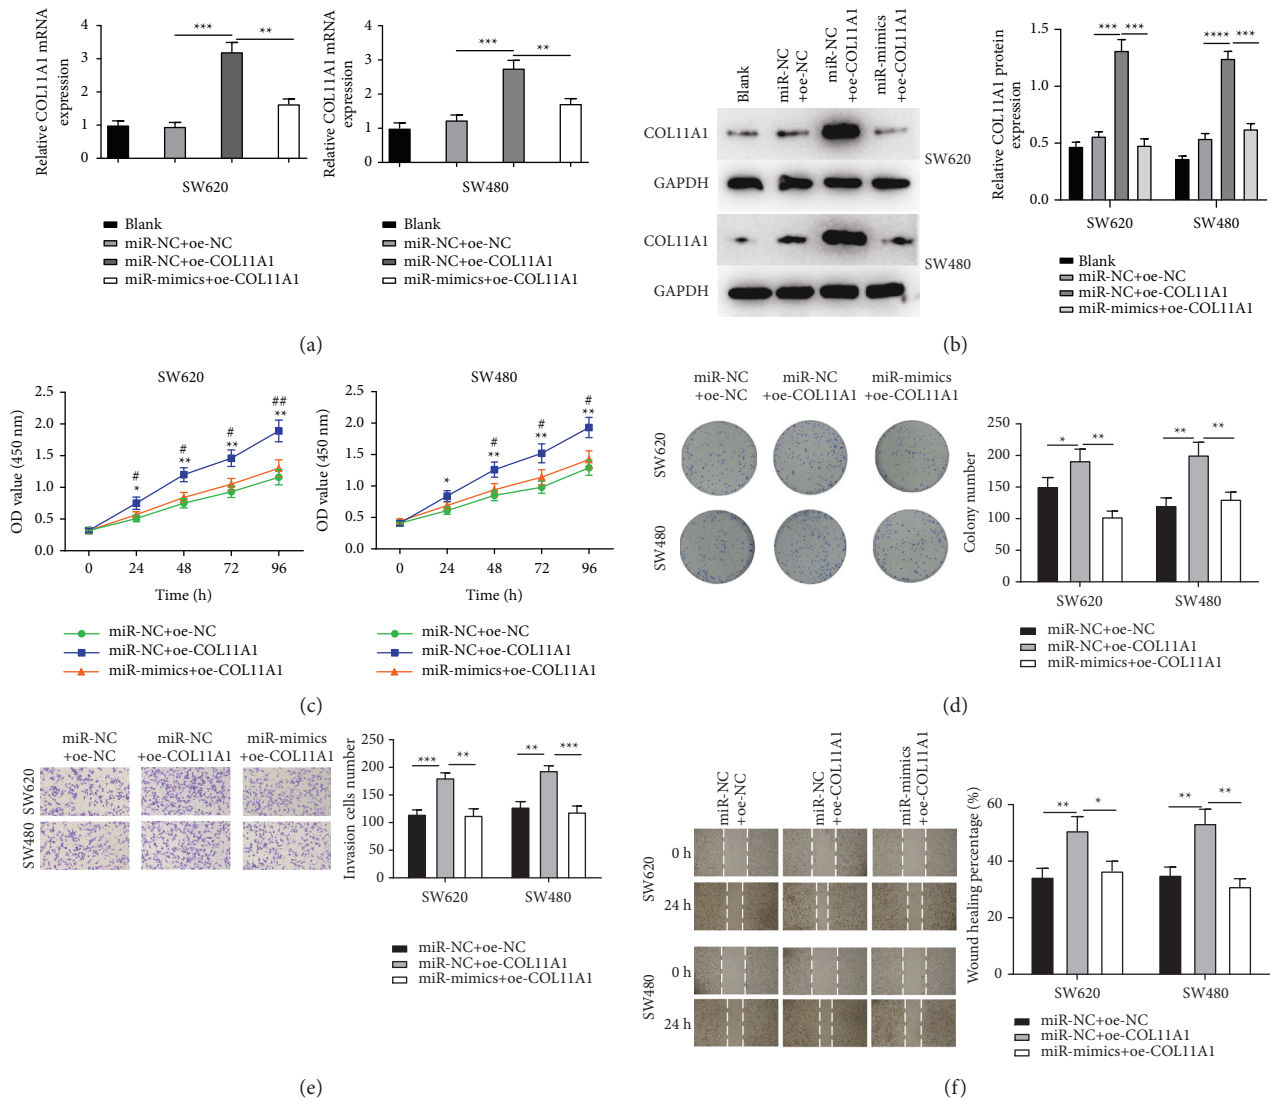 Relative COL11A1 mRNA
expression
4
3
2
1
0
***
**
SW620
Blank
miR-NC+oe-NC
miR-NC+oe-COL11A1
miR-mimics+oe-COL11A1
Relative COL11A1 mRNA
expression
4
3
2
1
0
***
**
SW480
Blank
miR-NC+oe-NC
miR-NC+oe-COL11A1
miR-mimics+oe-COL11A1
(a)
Blank
miR-NC
+oe-NC
miR-NC
+oe-COL11A1
miR-mimics
+oe-COL11A1
COL11A1
GAPDH
SW620
COL11A1
GAPDH
SW480
Relative COL11A1 protein
expression
1.5
1.0
0.5
0.0
*** ***
**** ***
SW620 SW480
Blank
miR-NC+oe-NC
miR-NC+oe-COL11A1
miR-mimics+oe-COL11A1
(b)
SW620
OD value (450 nm)
2.5
2.0
1.5
1.0
0.5
0.0
#
*
#
**
#
**
##
**
0 24 48 72 96
Time (h)
miR-NC+oe-NC
miR-NC+oe-COL11A1
miR-mimics+oe-COL11A1
SW480
OD value (450 nm)
2.5
2.0
1.5
1.0
0.5
0.0
*
#
**
#
**
#
**
0 24 48 72 96
Time (h)
miR-NC+oe-NC
miR-NC+oe-COL11A1
miR-mimics+oe-COL11A1
(c)
miR-NC
+oe-NC
miR-NC
+oe-COL11A1
miR-mimics
+oe-COL11A1
SW620
SW480
Colony number
250
200
150
100
50
0
* **
** **
SW620 SW480
miR-NC+oe-NC
miR-NC+oe-COL11A1
miR-mimics+oe-COL11A1
(d)
miR-NC
+oe-NC
miR-NC
+oe-COL11A1
miR-mimics
+oe-COL11A1
SW620
SW480
Invasion cells number
250
200
150
100
50
0
*** **
** ***
SW620 SW480
miR-NC+oe-NC
miR-NC+oe-COL11A1
miR-mimics+oe-COL11A1
(e)
miR-NC
+oe-NC
miR-NC
+oe-COL11A1
miR-mimics
+oe-COL11A1
SW620
0 h
24 h
SW480
0 h
24 h
Wound healing percentage (%)
60
40
20
0
** *
** **
SW620 SW480
miR-NC+oe-NC
miR-NC+oe-COL11A1
miR-mimics+oe-COL11A1
(f)